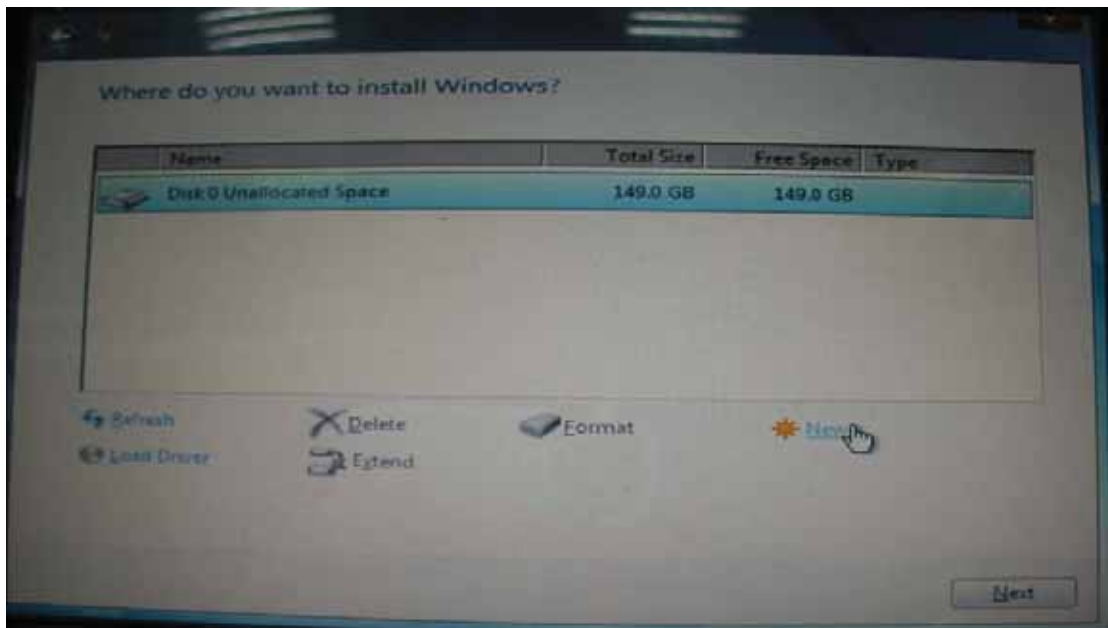 Where do you want to install Windows?
Name Total Size Free Space Type
Disk 0 Unallocated Space 149.0 GB 149.0 GB
Refresh Delete Format New
Load Driver Extend
Next